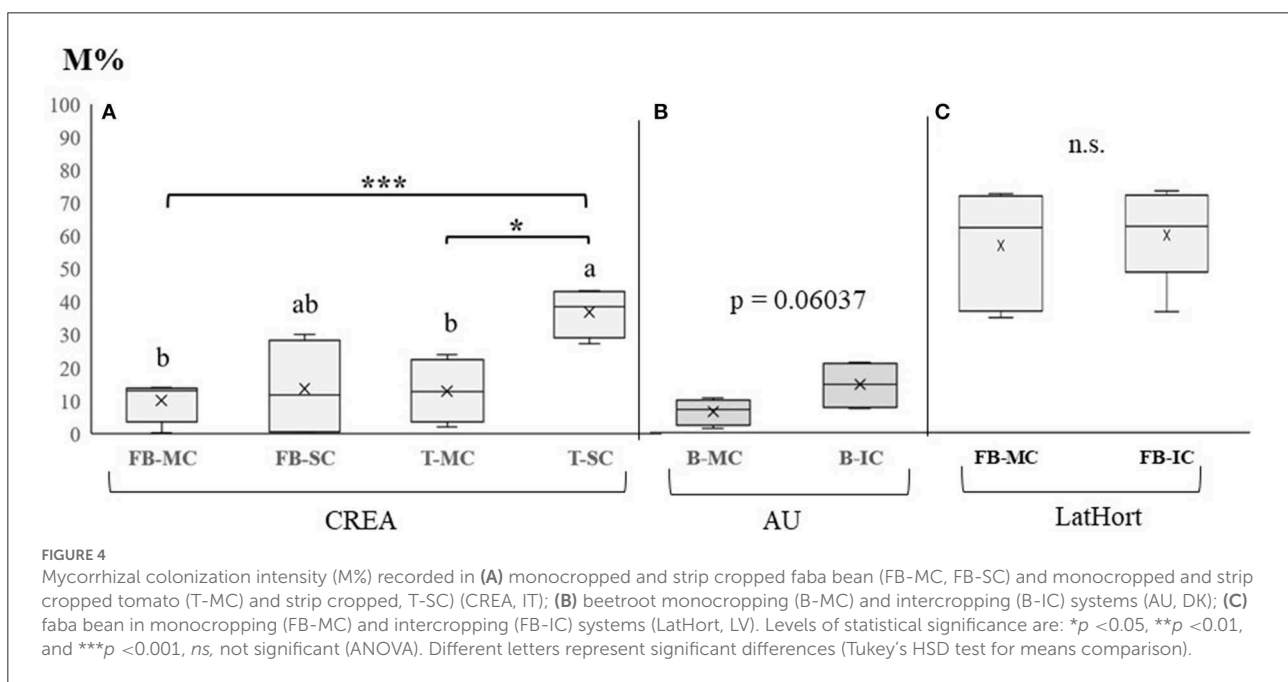 M%
A
B
C
100
90
80
70
60
50
40
30
20
10
0
***
*
b
ab
b
a
p = 0.06037
n.s.
FB-MC FB-SC T-MC T-SC B-MC B-IC FB-MC FB-IC
CREA AU LatHort
FIGURE 4
Mycorrhizal colonization intensity (M%) recorded in (A) monocropped and strip cropped faba bean (FB-MC, FB-SC) and monocropped and strip
cropped tomato (T-MC) and strip cropped, T-SC) (CREA, IT); (B) beetroot monocropping (B-MC) and intercropping (B-IC) systems (AU, DK); (C)
faba bean in monocropping (FB-MC) and intercropping (FB-IC) systems (LatHort, LV). Levels of statistical significance are: *p <0.05, **p <0.01,
and ***p <0.001, ns, not significant (ANOVA). Different letters represent significant differences (Tukey's HSD test for means comparison).